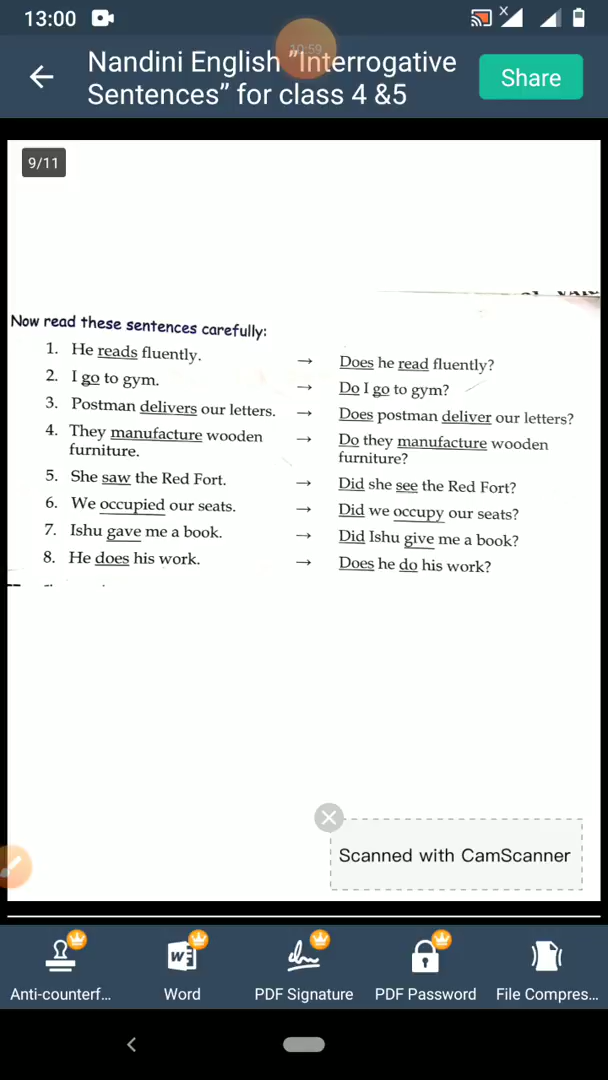 13:00
10:59
Nandini English "Interrogative
Sentences" for class 4 &5
Share
9/11
Now read these sentences carefully:
1. He reads fluently. → Does he read fluently?
2. I go to gym. → Do I go to gym?
3. Postman delivers our letters. → Does postman deliver our letters?
4. They manufacture wooden → Do they manufacture wooden
furniture. furniture?
5. She saw the Red Fort. → Did she see the Red Fort?
6. We occupied our seats. → Did we occupy our seats?
7. Ishu gave me a book. → Did Ishu give me a book?
8. He does his work. → Does he do his work?
Scanned with CamScanner
Anti-counterf... Word PDF Signature PDF Password File Compres...